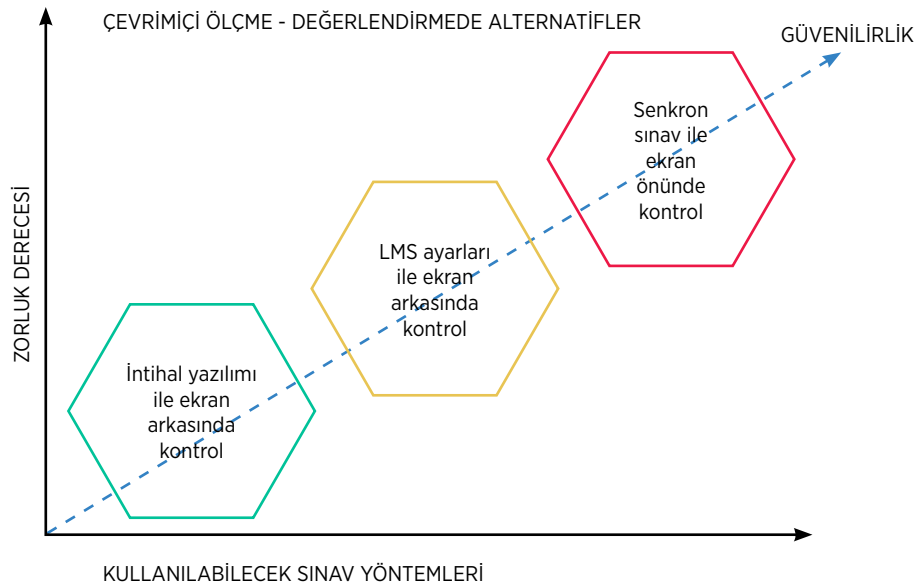 ÇEVRİMİÇİ ÖLÇME - DEĞERLENDİRMEDE ALTERNATİFLER
GÜVENİLİRLİK
Senkron
sınav ile
ekran
önünde
kontrol
LMS ayarları
ile ekran
arkasında
kontrol
İntihal yazılımı
ile ekran
arkasında
kontrol
ZORLUK DERECESİ
KULLANILABİLECEK SINAV YÖNTEMLERİ